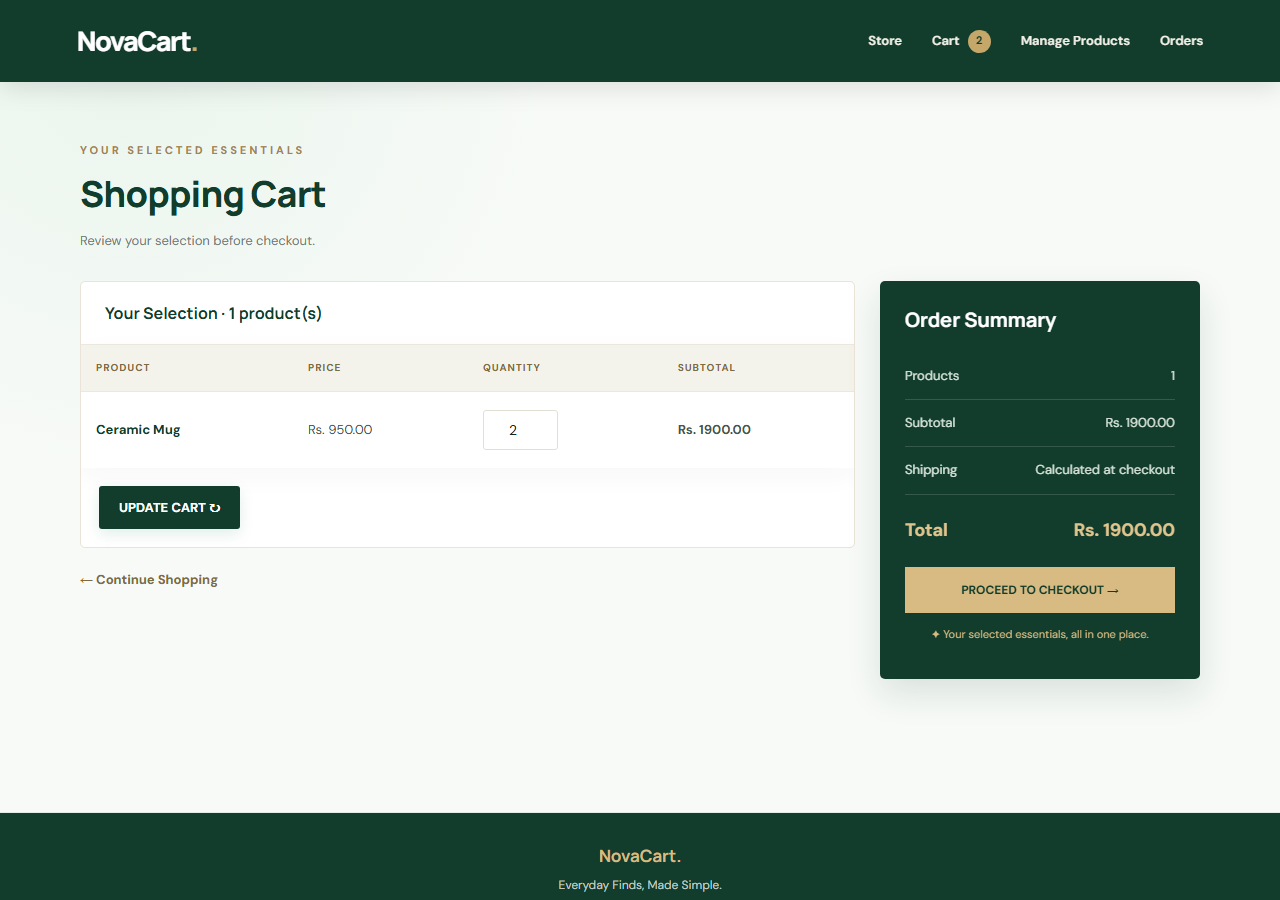 NovaCart.
Store Cart 2 Manage Products Orders
YOUR SELECTED ESSENTIALS
Shopping Cart
Review your selection before checkout.
Your Selection · 1 product(s)
PRODUCT PRICE QUANTITY SUBTOTAL
Ceramic Mug Rs. 950.00 2 Rs. 1900.00
UPDATE CART ↻
← Continue Shopping
Order Summary
Products 1
Subtotal Rs. 1900.00
Shipping Calculated at checkout
Total Rs. 1900.00
PROCEED TO CHECKOUT →
✦ Your selected essentials, all in one place.
NovaCart.
Everyday Finds, Made Simple.